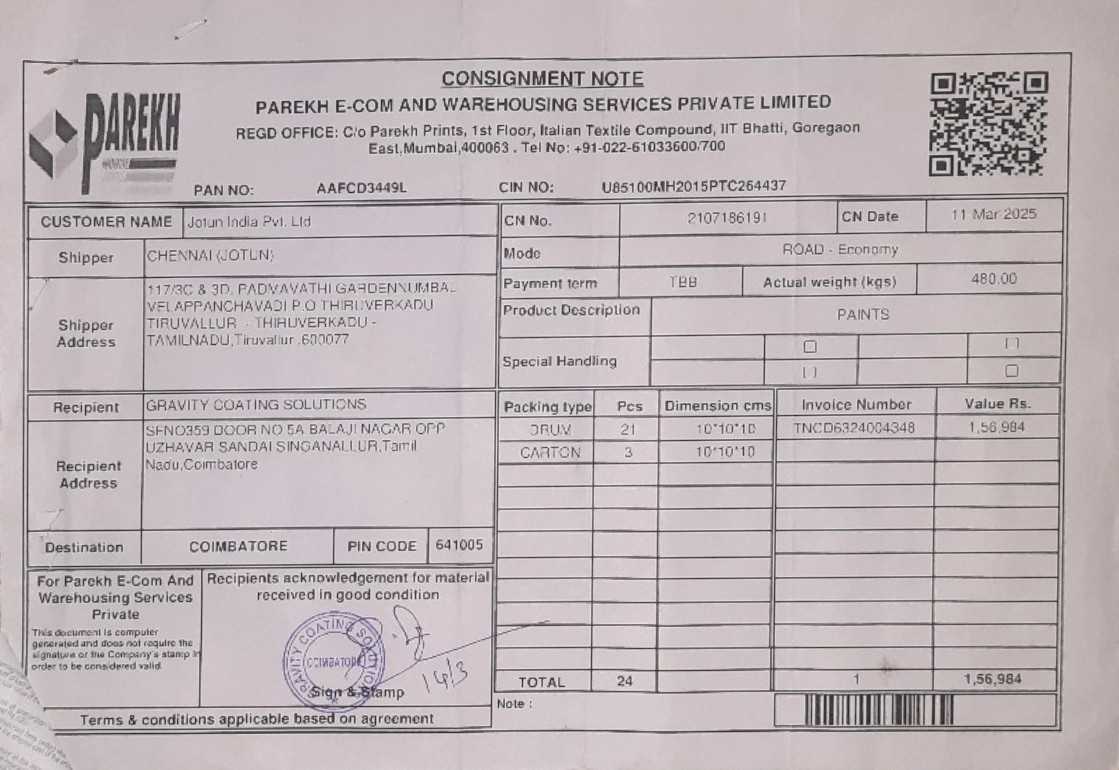 CONSIGNMENT NOTE
PAREKH
PAREKH E-COM AND WAREHOUSING SERVICES PRIVATE LIMITED
REGD OFFICE: C/o Parekh Prints, 1st Floor, Italian Textile Compound, IIT Bhatti, Goregaon
East,Mumbai,400063 . Tel No: +91-022-61033600/700
PAN NO: AAFCD3449L CIN NO: U85100MH2015PTC264437
CUSTOMER NAME Jotun India Pvt. Ltd
CN No. 2107186191 CN Date 11 Mar 2025
Shipper CHENNAI (JOTUN)
Mode ROAD - Economy
Payment term TBB Actual weight (kgs) 480.00
Shipper
Address
117/3C & 3D, PADMAVATHI GARDENNUMBAL
VELAPPANCHAVADI P.O THIRUVERKADU
TIRUVALLUR - THIRUVERKADU -
TAMILNADU,Tiruvallur ,600077
Product Description PAINTS
Special Handling
Recipient GRAVITY COATING SOLUTIONS
Recipient
Address
SFNO359 DOOR NO 5A BALAJI NAGAR OPP
UZHAVAR SANDAI SINGANALLUR,Tamil
Nadu,Coimbatore
Packing type Pcs Dimension cms Invoice Number Value Rs.
DRUM 21 10*10*10 TNCD6324004348 1,56,984
CARTON 3 10*10*10
Destination COIMBATORE PIN CODE 641005
For Parekh E-Com And
Warehousing Services
Private
This document is computer
generated and does not require the
signature or the Company's stamp in
order to be considered valid.
Recipients acknowledgement for material
received in good condition
GRAVITY COATING SOLUTIONS
COIMBATORE
14/3
Sign & Stamp
TOTAL 24 1 1,56,984
Note :
Terms & conditions applicable based on agreement